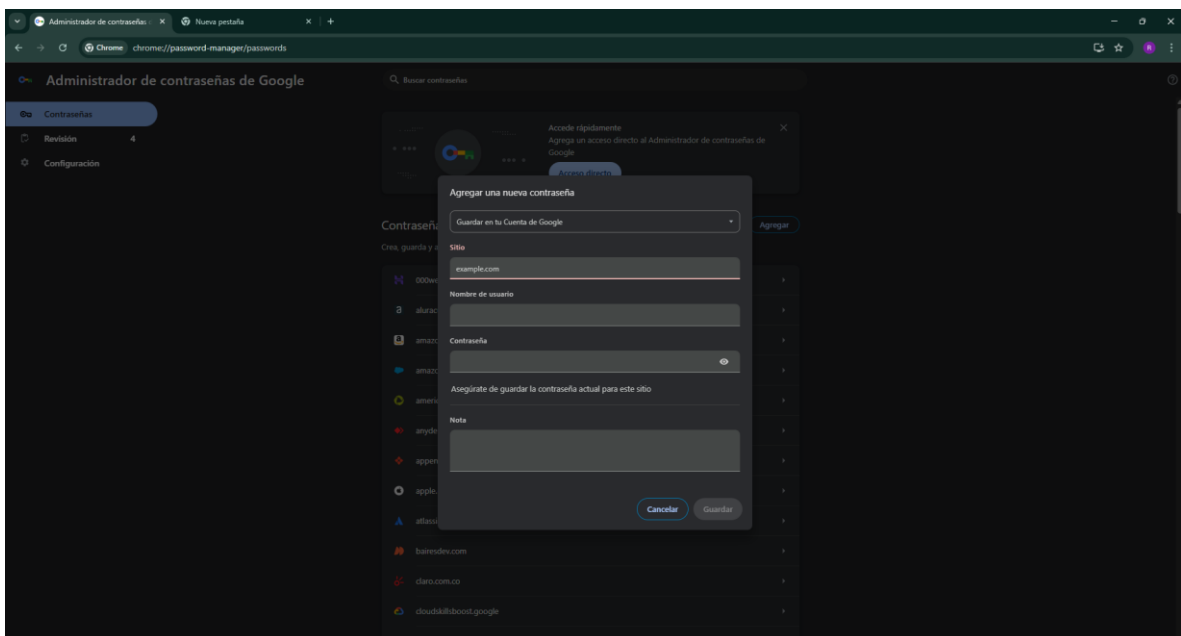 Administrador de contraseñas
Nueva pestaña
Chrome
chrome://password-manager/passwords
R
Administrador de contraseñas de Google
Buscar contraseñas
Contraseñas
Revisión 4
Configuración
Accede rápidamente
Agrega un acceso directo al Administrador de contraseñas de
Google
Acceso directo
Agregar una nueva contraseña
Guardar en tu Cuenta de Google
Contraseñ
Agregar
Crea, guarda y a
Sitio
example.com
000we
Nombre de usuario
alurac
amazo
Contraseña
amazo
Asegúrate de guardar la contraseña actual para este sitio
ameri
Nota
anyde
appen
apple.
Cancelar
Guardar
atlassi
bairesdev.com
claro.com.co
cloudskillsboost.google